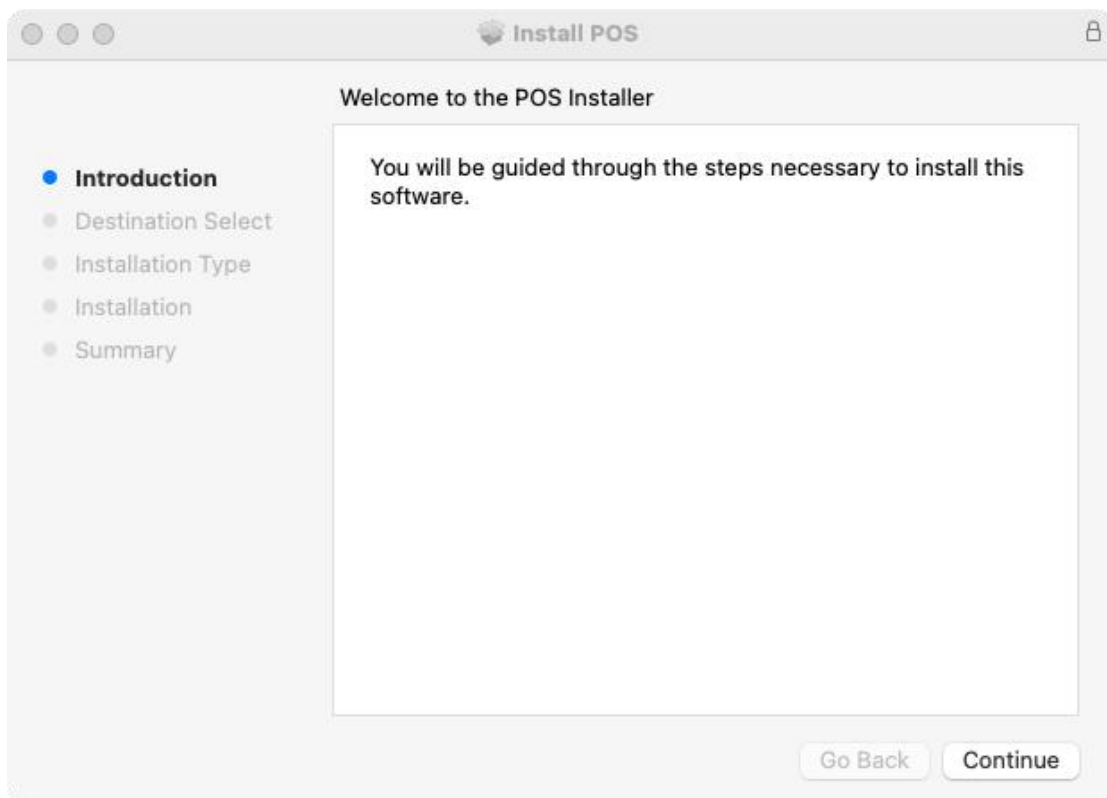 Install POS
Welcome to the POS Installer
Introduction
Destination Select
Installation Type
Installation
Summary
You will be guided through the steps necessary to install this
software.
Go Back
Continue